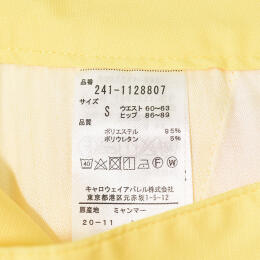 品番
241-1128807
サイズ
S ウエスト 60〜63
ヒップ 86〜89
品質
ポリエステル 95%
ポリウレタン 5%
40
キャロウェイアパレル株式会社
東京都港区元赤坂1-5-12
原産地 ミャンマー
20-11